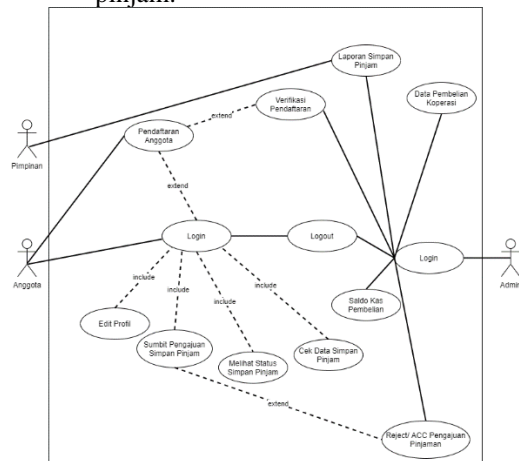 pinjam.
Laporan Simpan
Pinjam
Data Pembelian
Koperasi
Verifikasi
Pendaftaran
extend
Pendaftaran
Anggota
Pimpinan
extend
Login
Logout
Login
Anggota
Admin
include
include
include
include
Saldo Kas
Pembelian
Edit Profil
Sumbit Pengajuan
Simpan Pinjam
Melihat Status
Simpan Pinjam
Cek Data Simpan
Pinjam
extend
Reject/ ACC Pengajuan
Pinjaman